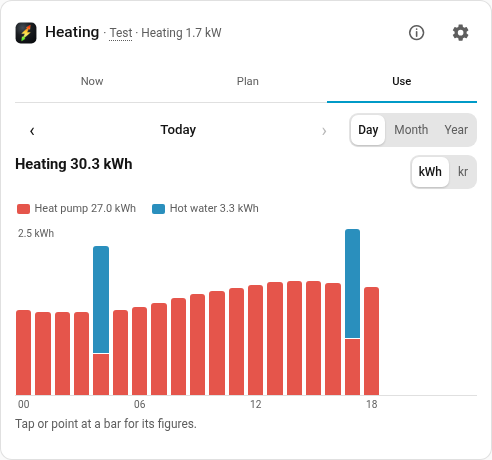 Heating · Test · Heating 1.7 kW
Now Plan Use
‹ Today › Day Month Year
Heating 30.3 kWh kWh kr
Heat pump 27.0 kWh Hot water 3.3 kWh
2.5 kWh
00 06 12 18
Tap or point at a bar for its figures.